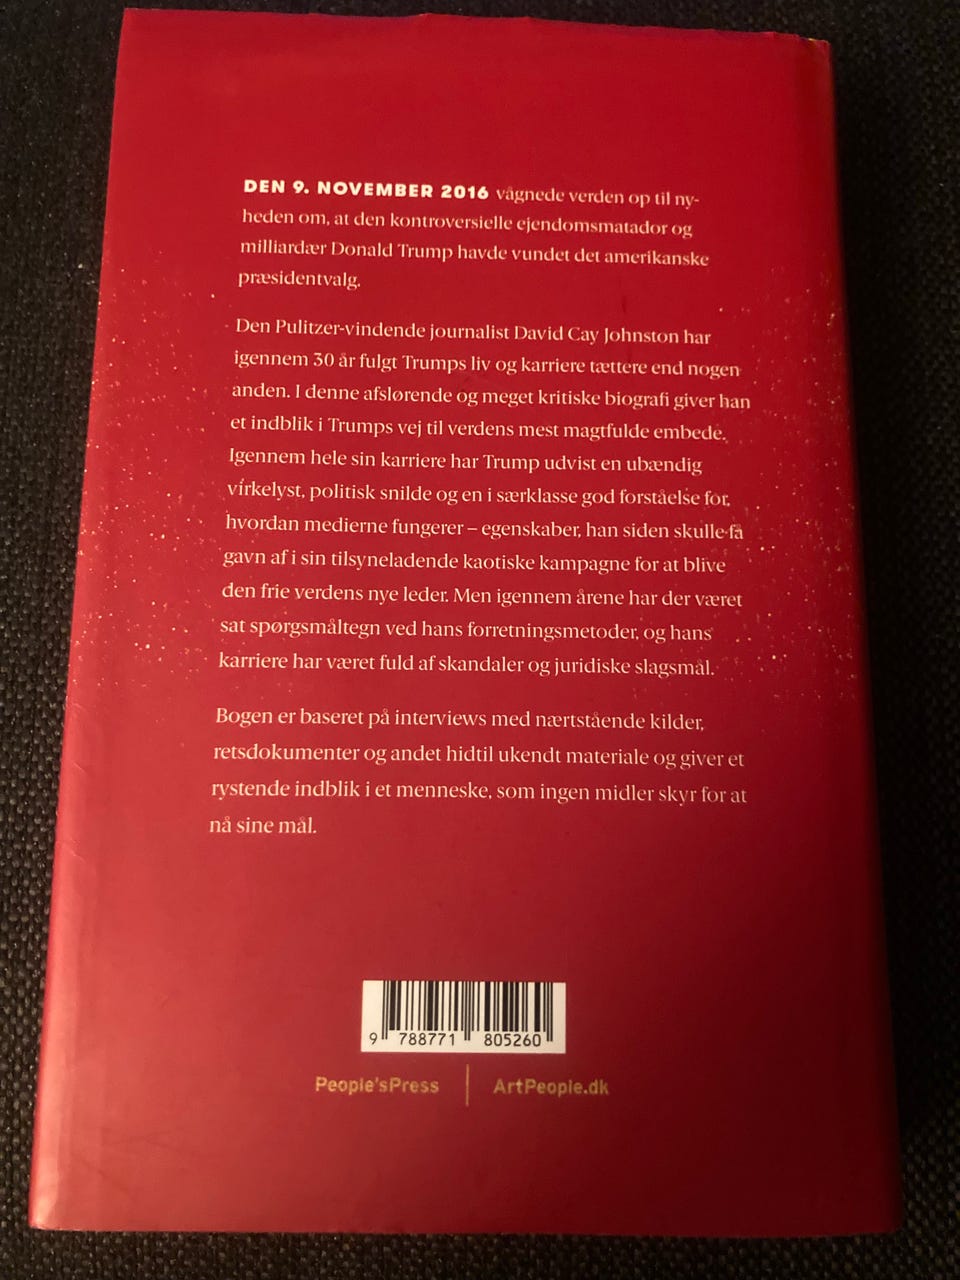 DEN 9. NOVEMBER 2016 vågnede verden op til ny-
heden om, at den kontroversielle ejendomsmatador og
milliardær Donald Trump havde vundet det amerikanske
præsidentvalg.
Den Pulitzer-vindende journalist David Cay Johnston har
igennem 30 år fulgt Trumps liv og karriere tættere end nogen
anden. I denne afslørende og meget kritiske biografi giver han
et indblik i Trumps vej til verdens mest magtfulde embede.
Igennem hele sin karriere har Trump udvist en ubændig
virkelyst, politisk snilde og en i særklasse god forståelse for,
hvordan medierne fungerer – egenskaber, han siden skulle få
gavn af i sin tilsyneladende kaotiske kampagne for at blive
den frie verdens nye leder. Men igennem årene har der været
sat spørgsmåltegn ved hans forretningsmetoder, og hans
karriere har været fuld af skandaler og juridiske slagsmål.
Bogen er baseret på interviews med nærtstående kilder,
retsdokumenter og andet hidtil ukendt materiale og giver et
rystende indblik i et menneske, som ingen midler skyr for at
nå sine mål.
9 788771 805260
People'sPress | ArtPeople.dk